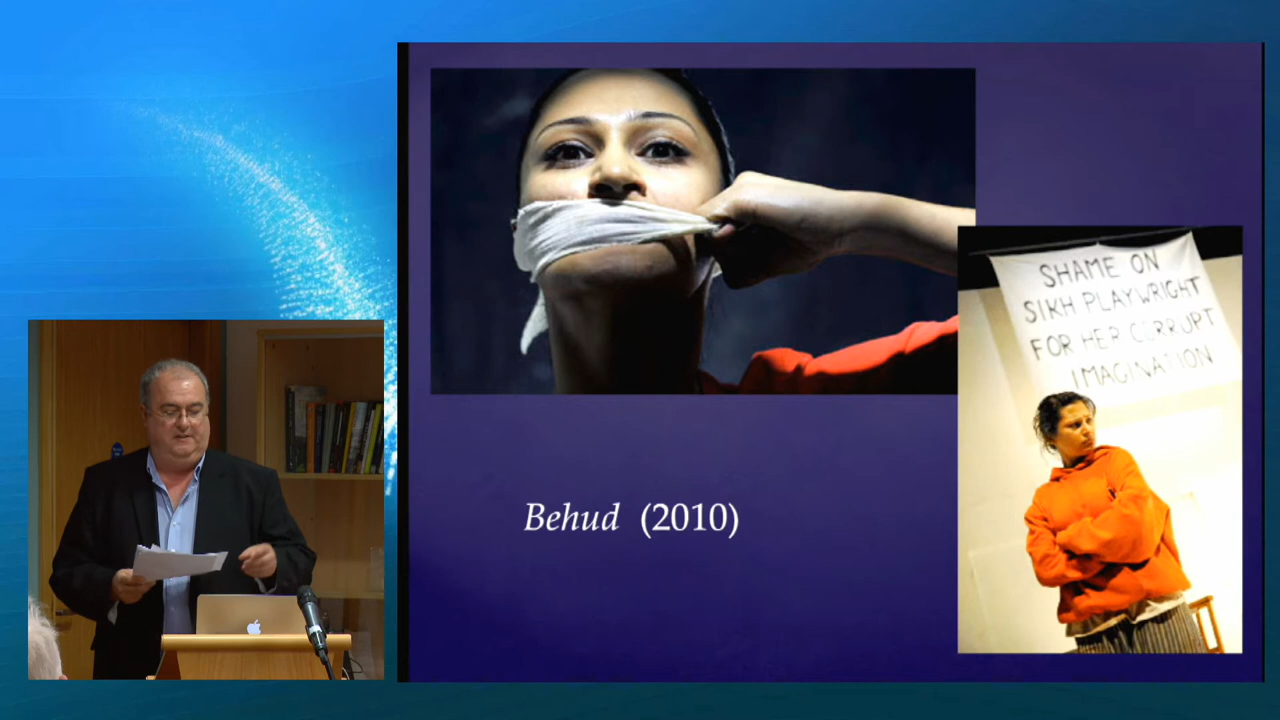 SHAME ON
SIKH PLAYWRIGHT
FOR HER CORRUPT
IMAGINATION
Behud (2010)